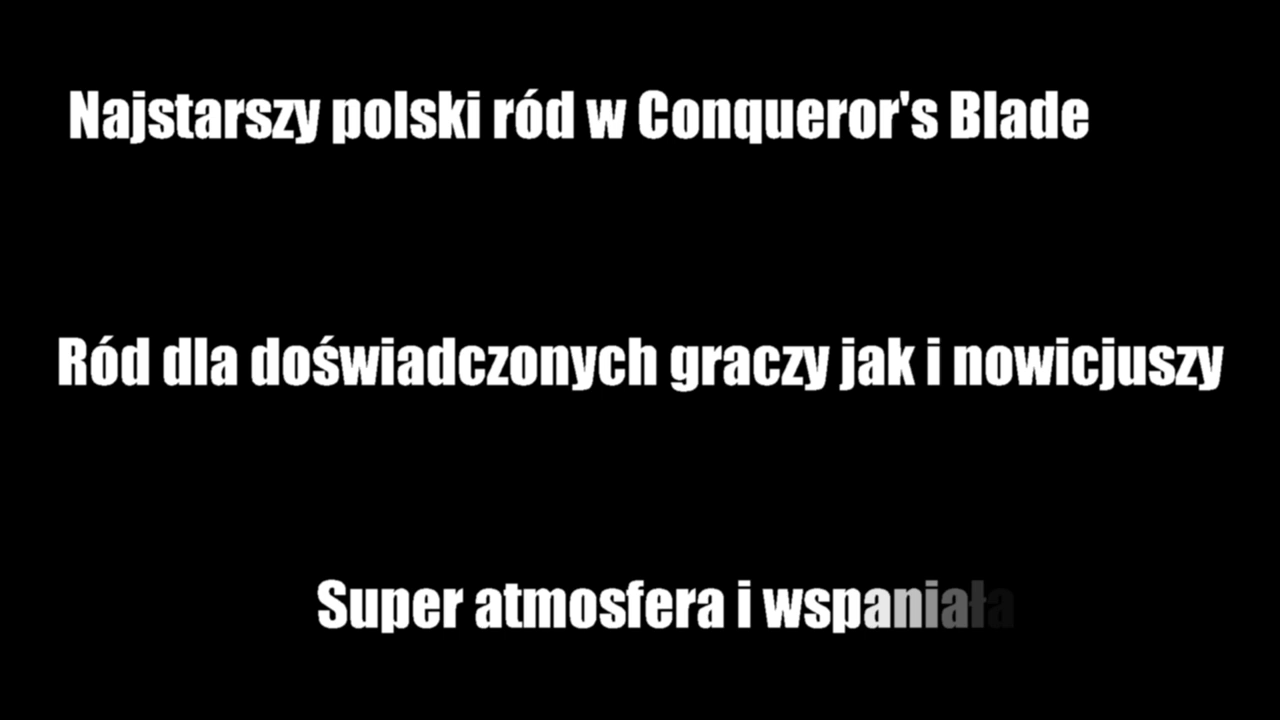 Najstarszy polski ród w Conqueror's Blade
Ród dla doświadczonych graczy jak i nowicjuszy
Super atmosfera i wspaniała